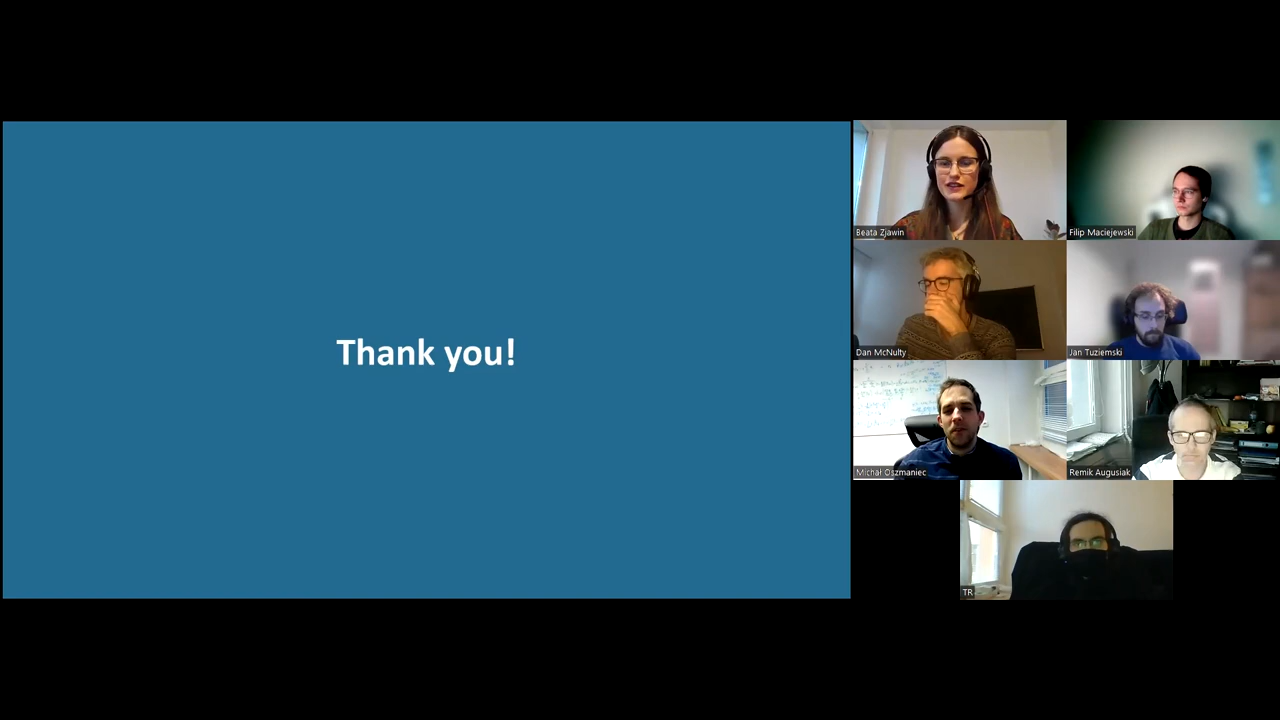 Thank you!
Beata Zjawin
Filip Maciejewski
Dan McNulty
Jan Tuziemski
Michał Oszmaniec
Remik Augusiak
TR